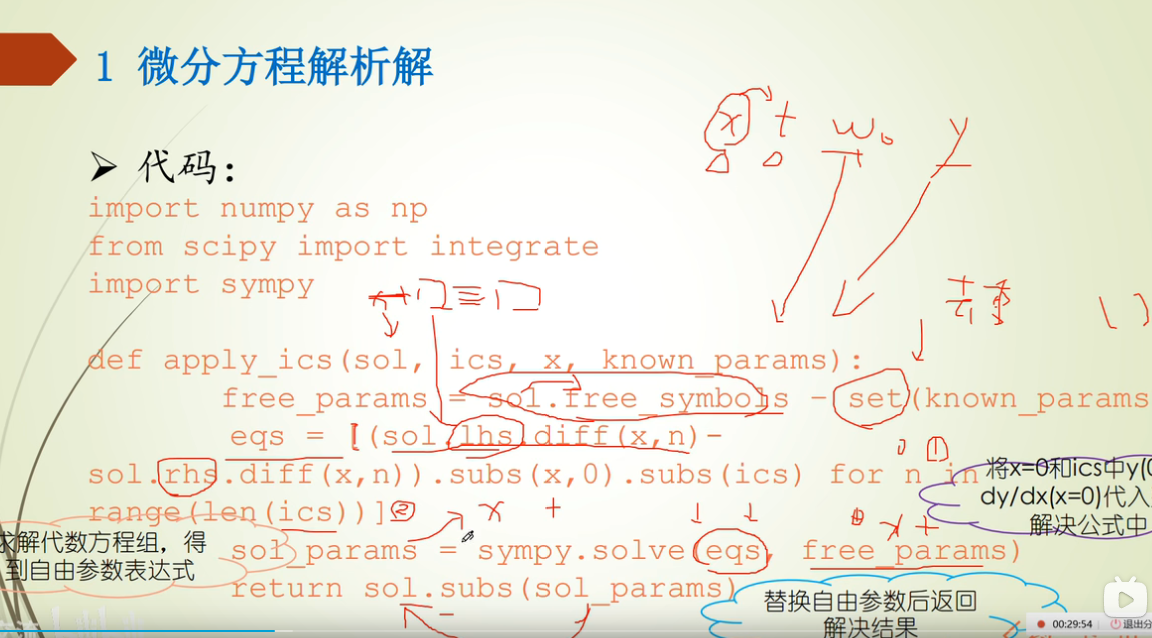 1 微分方程解析解
➢ 代码：
import numpy as np
from scipy import integrate
import sympy
def apply_ics(sol, ics, x, known_params):
free_params = sol.free_symbols - set(known_params
eqs = [(sol.lhs.diff(x,n)-
sol.rhs.diff(x,n)).subs(x,0).subs(ics) for n in
range(len(ics))]
sol_params = sympy.solve(eqs, free_params)
return sol.subs(sol_params)
将x=0和ics中y(0
dy/dx(x=0)代入
解决公式中
求解代数方程组，得
到自由参数表达式
替换自由参数后返回
解决结果
x t w₀ y
① 
② x +
x +
00:29:54 退出分